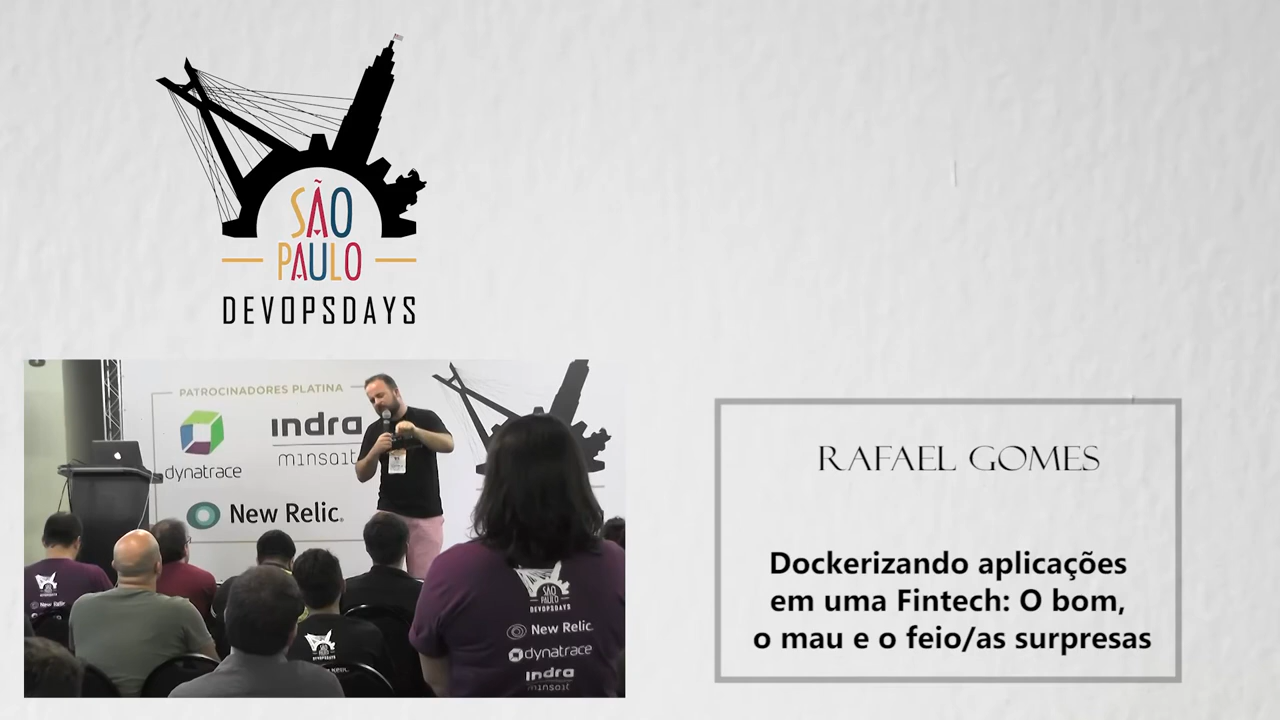 SÃO
PAULO
DEVOPSDAYS
PATROCINADORES PLATINA
dynatrace
indra
minsait
New Relic.
SÃO
PAULO
DEVOPSDAYS
New Relic.
dynatrace
indra
minsait
RAFAEL GOMES
Dockerizando aplicações
em uma Fintech: O bom,
o mau e o feio/as surpresas